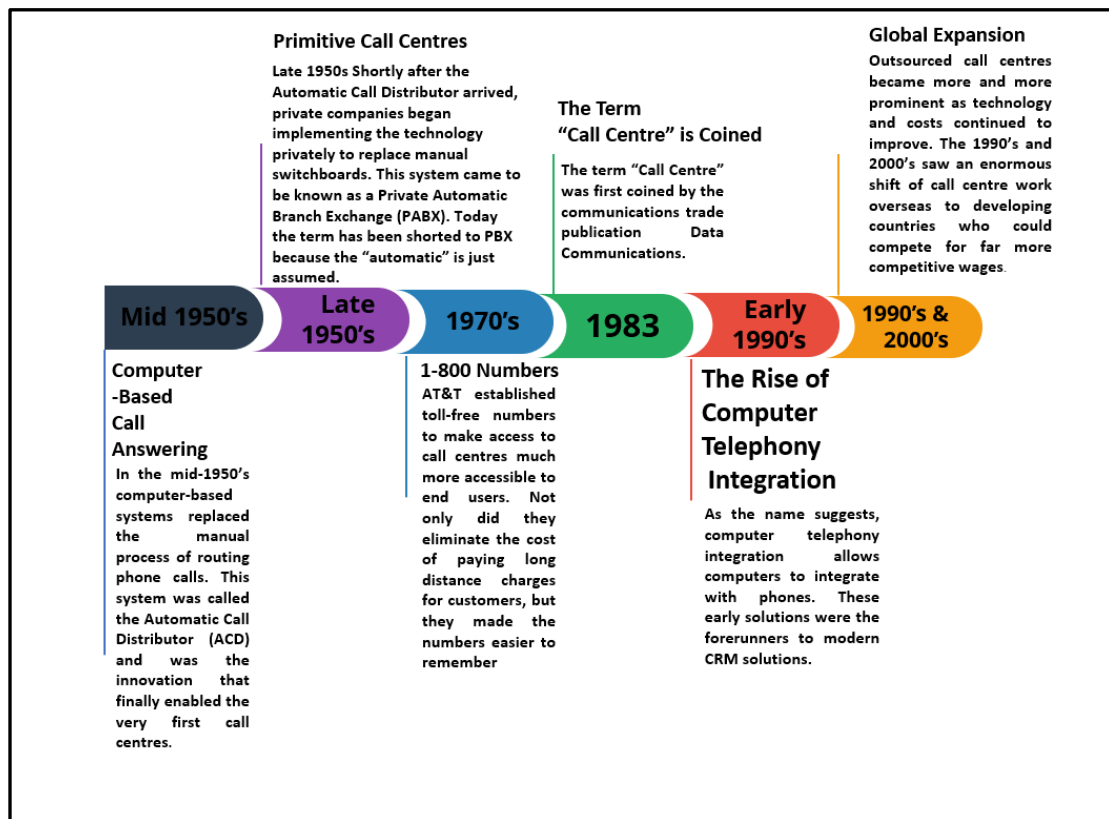 Mid 1950's
Computer
-Based
Call
Answering
In the mid-1950's
computer-based
systems replaced
the manual
process of routing
phone calls. This
system was called
the Automatic Call
Distributor (ACD)
and was the
innovation that
finally enabled the
very first call
centres.
Primitive Call Centres
Late 1950s Shortly after the
Automatic Call Distributor arrived,
private companies began
implementing the technology
privately to replace manual
switchboards. This system came to
be known as a Private Automatic
Branch Exchange (PABX). Today
the term has been shorted to PBX
because the “automatic” is just
assumed.
Late
1950's
1970's
1-800 Numbers
AT&T established
toll-free numbers
to make access to
call centres much
more accessible to
end users. Not
only did they
eliminate the cost
of paying long
distance charges
for customers, but
they made the
numbers easier to
remember
The Term
“Call Centre” is Coined
The term “Call Centre”
was first coined by the
communications trade
publication Data
Communications.
1983
Early
1990's
The Rise of
Computer
Telephony
Integration
As the name suggests,
computer telephony
integration allows
computers to integrate
with phones. These
early solutions were the
forerunners to modern
CRM solutions.
Global Expansion
Outsourced call centres
became more and more
prominent as technology
and costs continued to
improve. The 1990's and
2000's saw an enormous
shift of call centre work
overseas to developing
countries who could
compete for far more
competitive wages.
1990's &
2000's